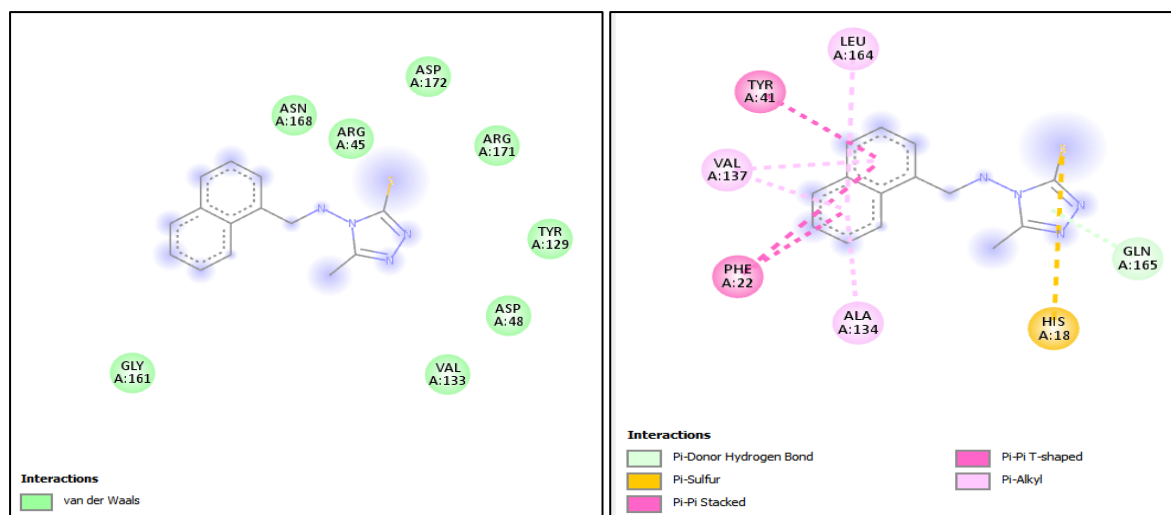 ASP
A:172
ASN
A:168
ARG
A:45
ARG
A:171
N
N
N
N
TYR
A:129
ASP
A:48
GLY
A:161
VAL
A:133
Interactions
van der Waals
LEU
A:164
TYR
A:41
VAL
A:137
S
N
N
N
N
GLN
A:165
PHE
A:22
ALA
A:134
HIS
A:18
Interactions
Pi-Donor Hydrogen Bond
Pi-Sulfur
Pi-Pi Stacked
Pi-Pi T-shaped
Pi-Alkyl